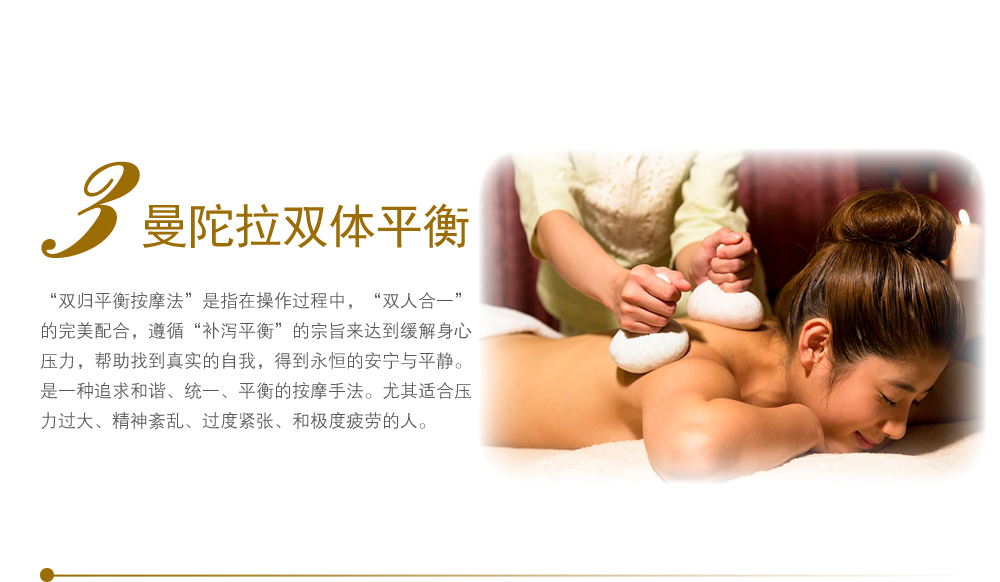 3 曼陀拉双体平衡
“双归平衡按摩法”是指在操作过程中，“双人合一”
的完美配合，遵循“补泻平衡”的宗旨来达到缓解身心
压力，帮助找到真实的自我，得到永恒的安宁与平静。
是一种追求和谐、统一、平衡的按摩手法。尤其适合压
力过大、精神紊乱、过度紧张、和极度疲劳的人。